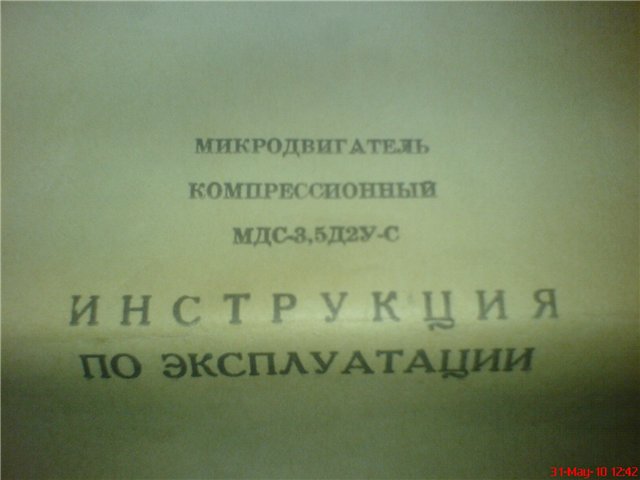 МИКРОДВИГАТЕЛЬ
КОМПРЕССИОННЫЙ
МДС-3,5Д2У-С
ИНСТРУКЦИЯ
ПО ЭКСПЛУАТАЦИИ
31-May-10 12:42